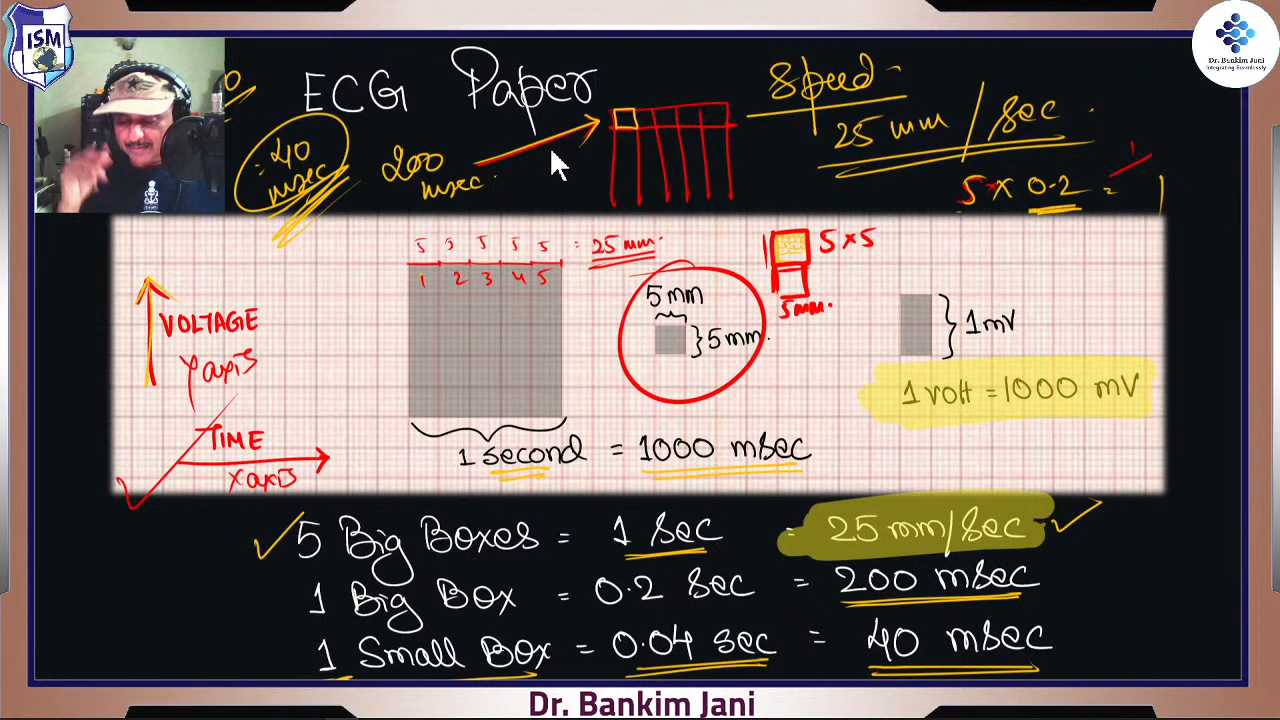 ISM
Dr. Bankim Jani
Integrating Seamlessly
ECG Paper
Speed
25 mm / sec
40 msec
200 msec
5 x 0.2 = 1
5 5 5 5 5 = 25 mm
1 2 3 4 5
5 mm
5 mm
5 x 5
5 mm
1 mV
1 volt = 1000 mV
VOLTAGE
Y axis
TIME
X axis
1 second = 1000 msec
5 Big Boxes = 1 sec = 25 mm/sec
1 Big Box = 0.2 sec = 200 msec
1 Small Box = 0.04 sec = 40 msec
Dr. Bankim Jani